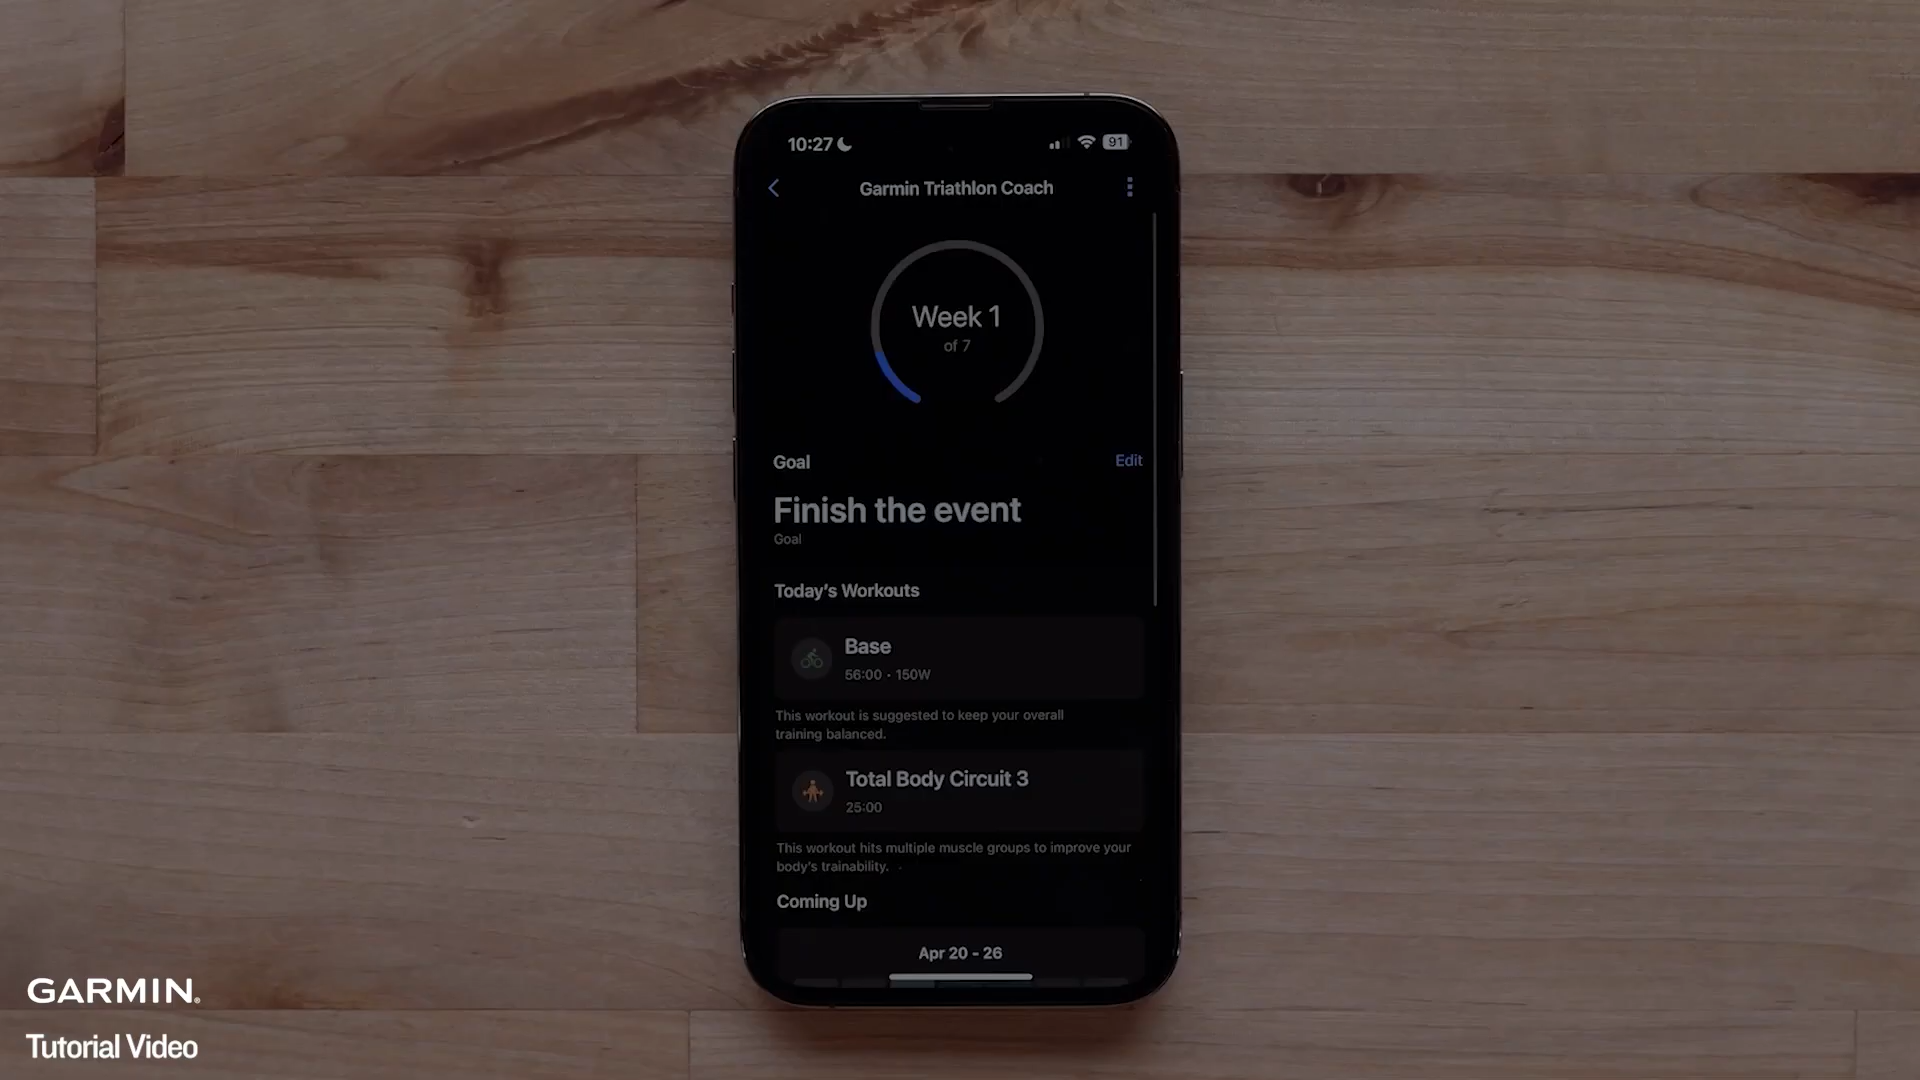 10:27
91
Garmin Triathlon Coach
Week 1
of 7
Goal
Edit
Finish the event
Goal
Today's Workouts
Base
56:00 • 150W
This workout is suggested to keep your overall
training balanced.
Total Body Circuit 3
25:00
This workout hits multiple muscle groups to improve your
body's trainability.
Coming Up
Apr 20 - 26
GARMIN®
Tutorial Video